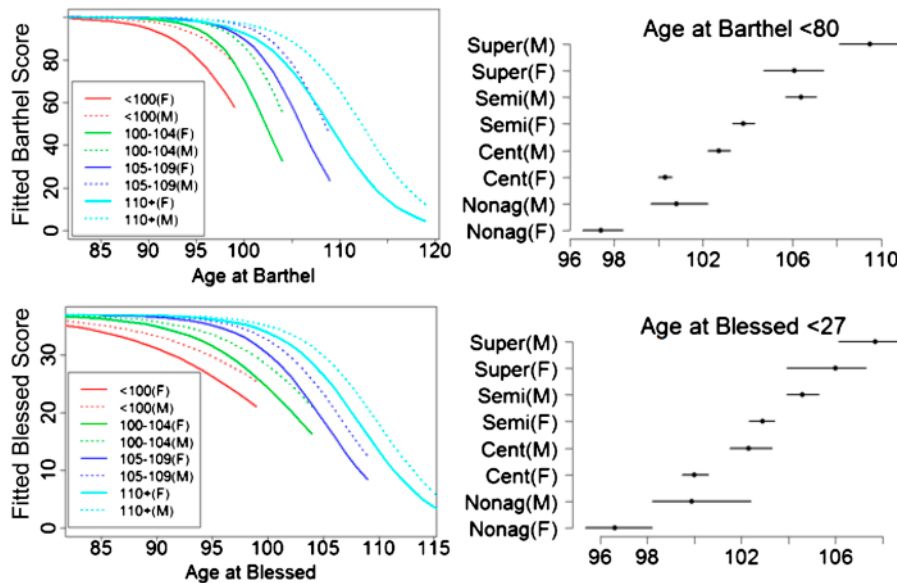 Fitted Barthel Score
80
60
40
20
0
<100(F)
<100(M)
100-104(F)
100-104(M)
105-109(F)
105-109(M)
110+(F)
110+(M)
85 90 95 100 110 120
Age at Barthel
Age at Barthel <80
Super(M)
Super(F)
Semi(M)
Semi(F)
Cent(M)
Cent(F)
Nonag(M)
Nonag(F)
96 98 102 106 110
Fitted Blessed Score
30
20
10
0
<100(F)
<100(M)
100-104(F)
100-104(M)
105-109(F)
105-109(M)
110+(F)
110+(M)
85 90 95 100 105 110 115
Age at Blessed
Age at Blessed <27
Super(M)
Super(F)
Semi(M)
Semi(F)
Cent(M)
Cent(F)
Nonag(M)
Nonag(F)
96 98 102 106